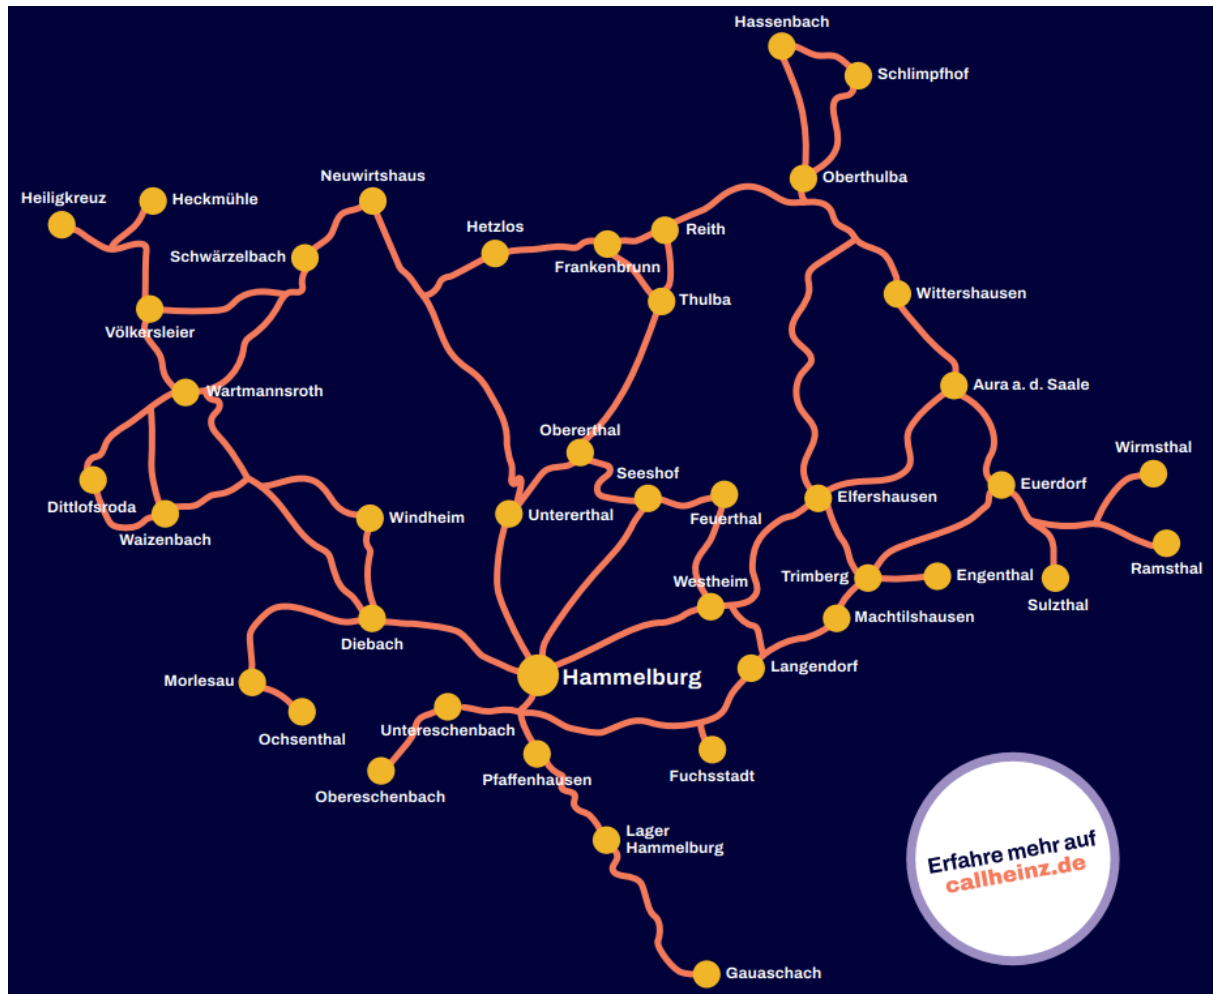 Hassenbach
Schlimpfhof
Neuwirtshaus
Oberthulba
Heiligkreuz
Heckmühle
Hetzlos
Reith
Schwärzelbach
Frankenbrunn
Wittershausen
Thulba
Völkersleier
Aura a. d. Saale
Wartmannsroth
Obererthal
Wirmsthal
Seeshof
Euerdorf
Elfershausen
Dittlofsroda
Windheim
Untererthal
Feuerthal
Waizenbach
Ramsthal
Westheim
Trimberg
Engenthal
Sulzthal
Machtilshausen
Diebach
Langendorf
Hammelburg
Morlesau
Untereschenbach
Ochsenthal
Fuchsstadt
Pfaffenhausen
Obereschenbach
Lager
Hammelburg
Erfahre mehr auf
callheinz.de
Gauaschach